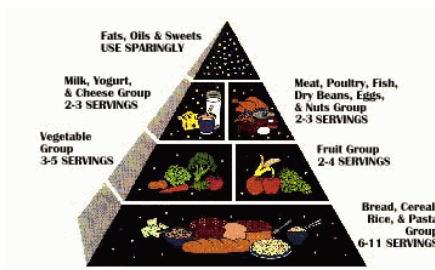 Fats, Oils & Sweets
USE SPARINGLY
Milk, Yogurt,
& Cheese Group
2-3 SERVINGS
Meat, Poultry, Fish,
Dry Beans, Eggs,
& Nuts Group
2-3 SERVINGS
Vegetable
Group
3-5 SERVINGS
Fruit Group
2-4 SERVINGS
Bread, Cereal,
Rice, & Pasta
Group
6-11 SERVINGS